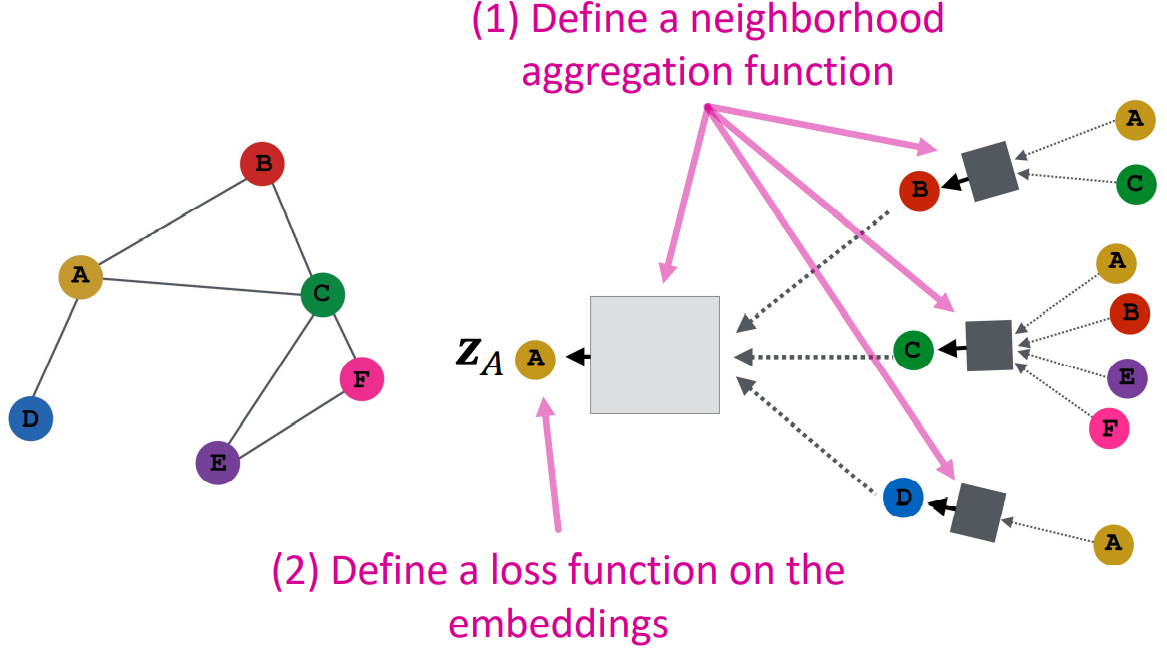 (1) Define a neighborhood
aggregation function
A
B
C
B
A
C
A
B
E
F
C
D
A
D
A
B
C
F
E
z_A A
(2) Define a loss function on the
embeddings